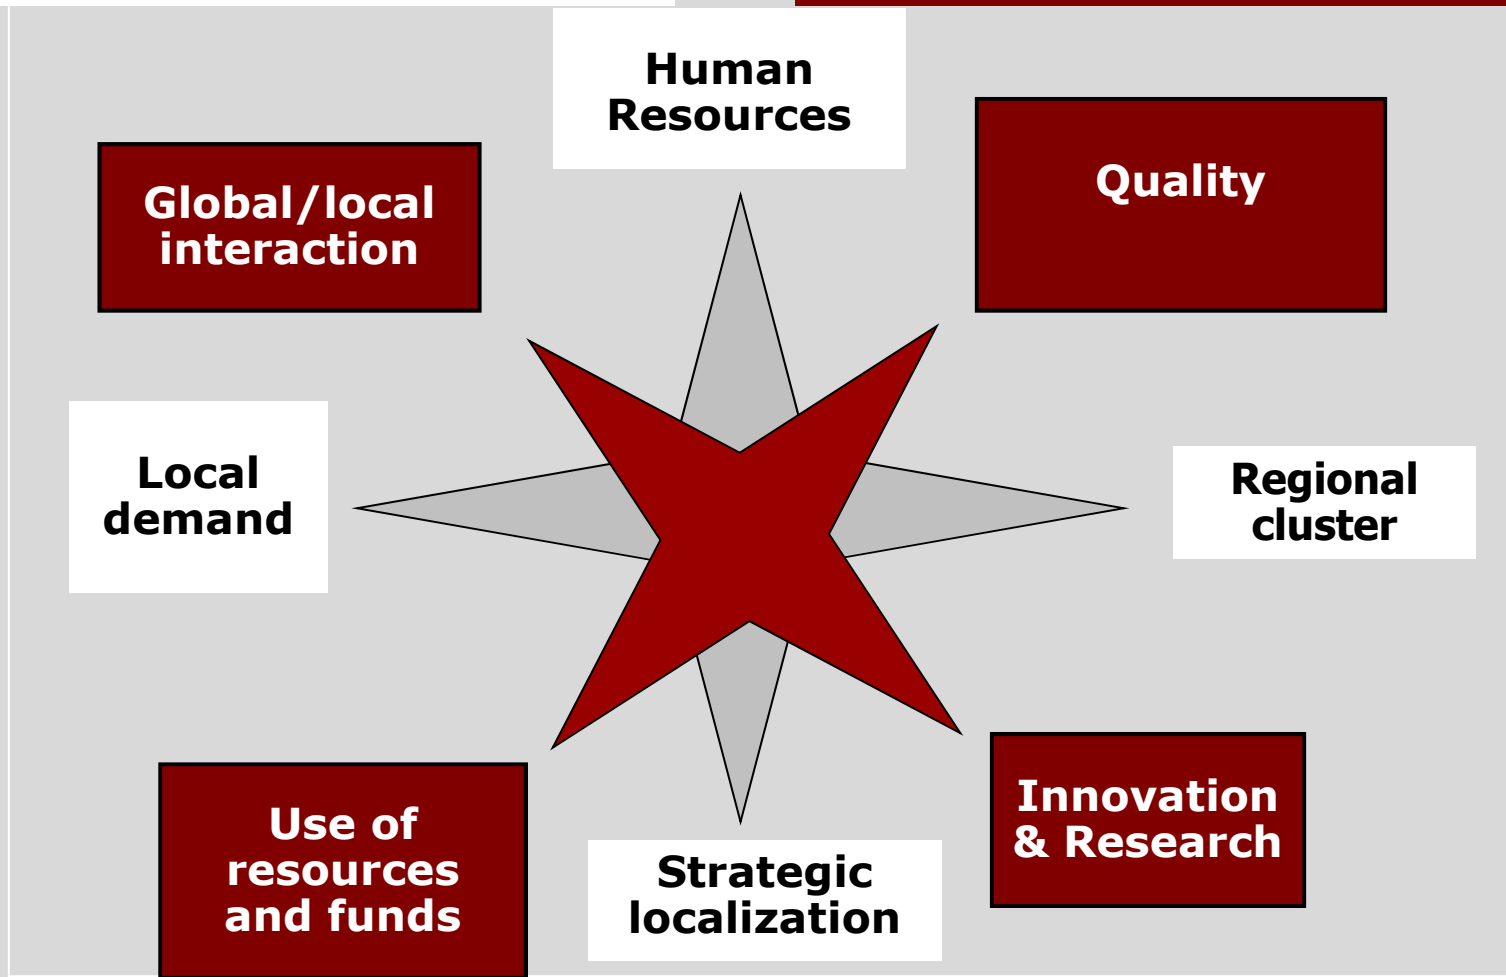 Human
Resources
Quality
Global/local
interaction
Local
demand
Regional
cluster
Use of
resources
and funds
Strategic
localization
Innovation
& Research